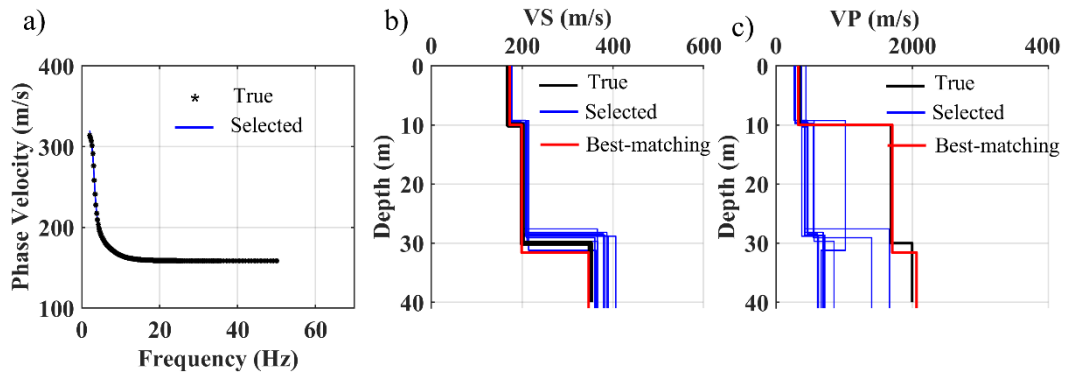 a)
Phase Velocity (m/s)
400
300
200
100
0
20
40
60
Frequency (Hz)
True
Selected
b)
VS (m/s)
0
200
400
600
Depth (m)
0
10
20
30
40
True
Selected
Best-matching
c)
VP (m/s)
0
2000
400
Depth (m)
0
10
20
30
40
True
Selected
Best-matching